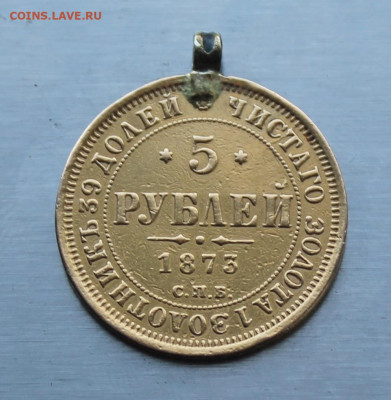 COINS.LAVE.RU
ЧИСТАГО ЗОЛОТА 1 ЗОЛОТНИКЪ 39 ДОЛЕЙ
* 5 *
РУБЛЕЙ
1873
С.П.Б.